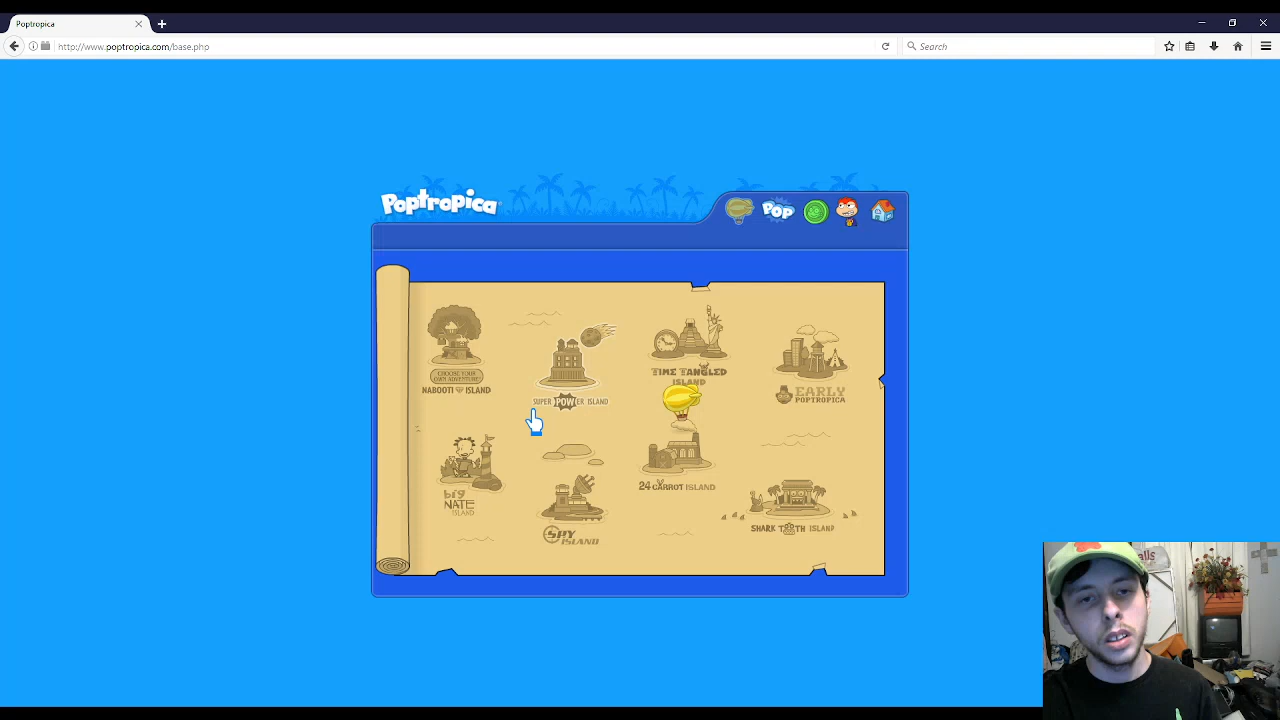 Poptropica
http://www.poptropica.com/base.php
Search
Poptropica
POP
CHOOSE YOUR
OWN ADVENTURE
NABOOTI ISLAND
SUPER POWER ISLAND
TIME TANGLED
ISLAND
EARLY
POPTROPICA
big
NATE
ISLAND
SPY
ISLAND
24 CARROT ISLAND
SHARK TOOTH ISLAND